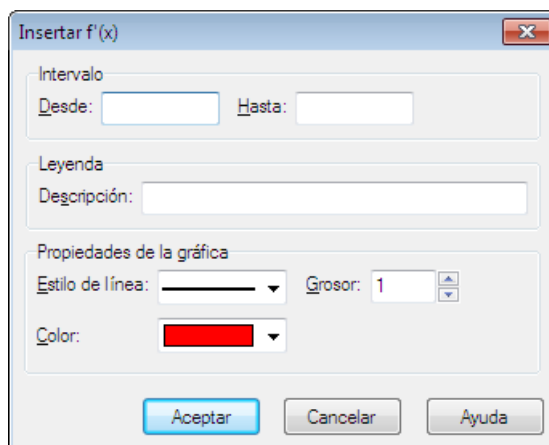 Insertar f'(x)
Intervalo
Desde: Hasta:
Leyenda
Descripción:
Propiedades de la gráfica
Estilo de línea: Grosor: 1
Color:
Aceptar Cancelar Ayuda